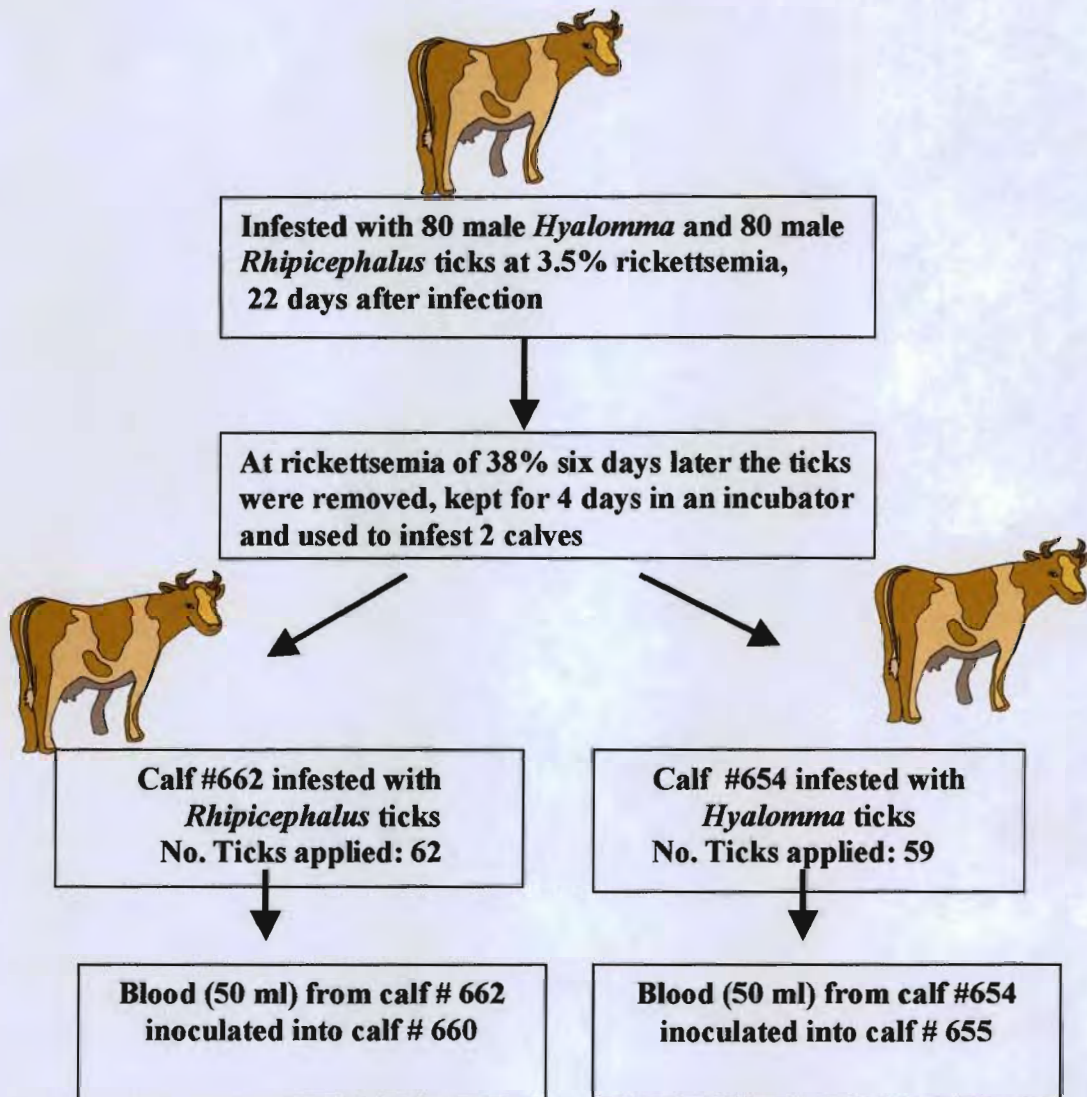 Infested with 80 male Hyalomma and 80 male
Rhipicephalus ticks at 3.5% rickettsemia,
22 days after infection
At rickettsemia of 38% six days later the ticks
were removed, kept for 4 days in an incubator
and used to infest 2 calves
Calf #662 infested with
Rhipicephalus ticks
No. Ticks applied: 62
Calf #654 infested with
Hyalomma ticks
No. Ticks applied: 59
Blood (50 ml) from calf # 662
inoculated into calf # 660
Blood (50 ml) from calf #654
inoculated into calf # 655